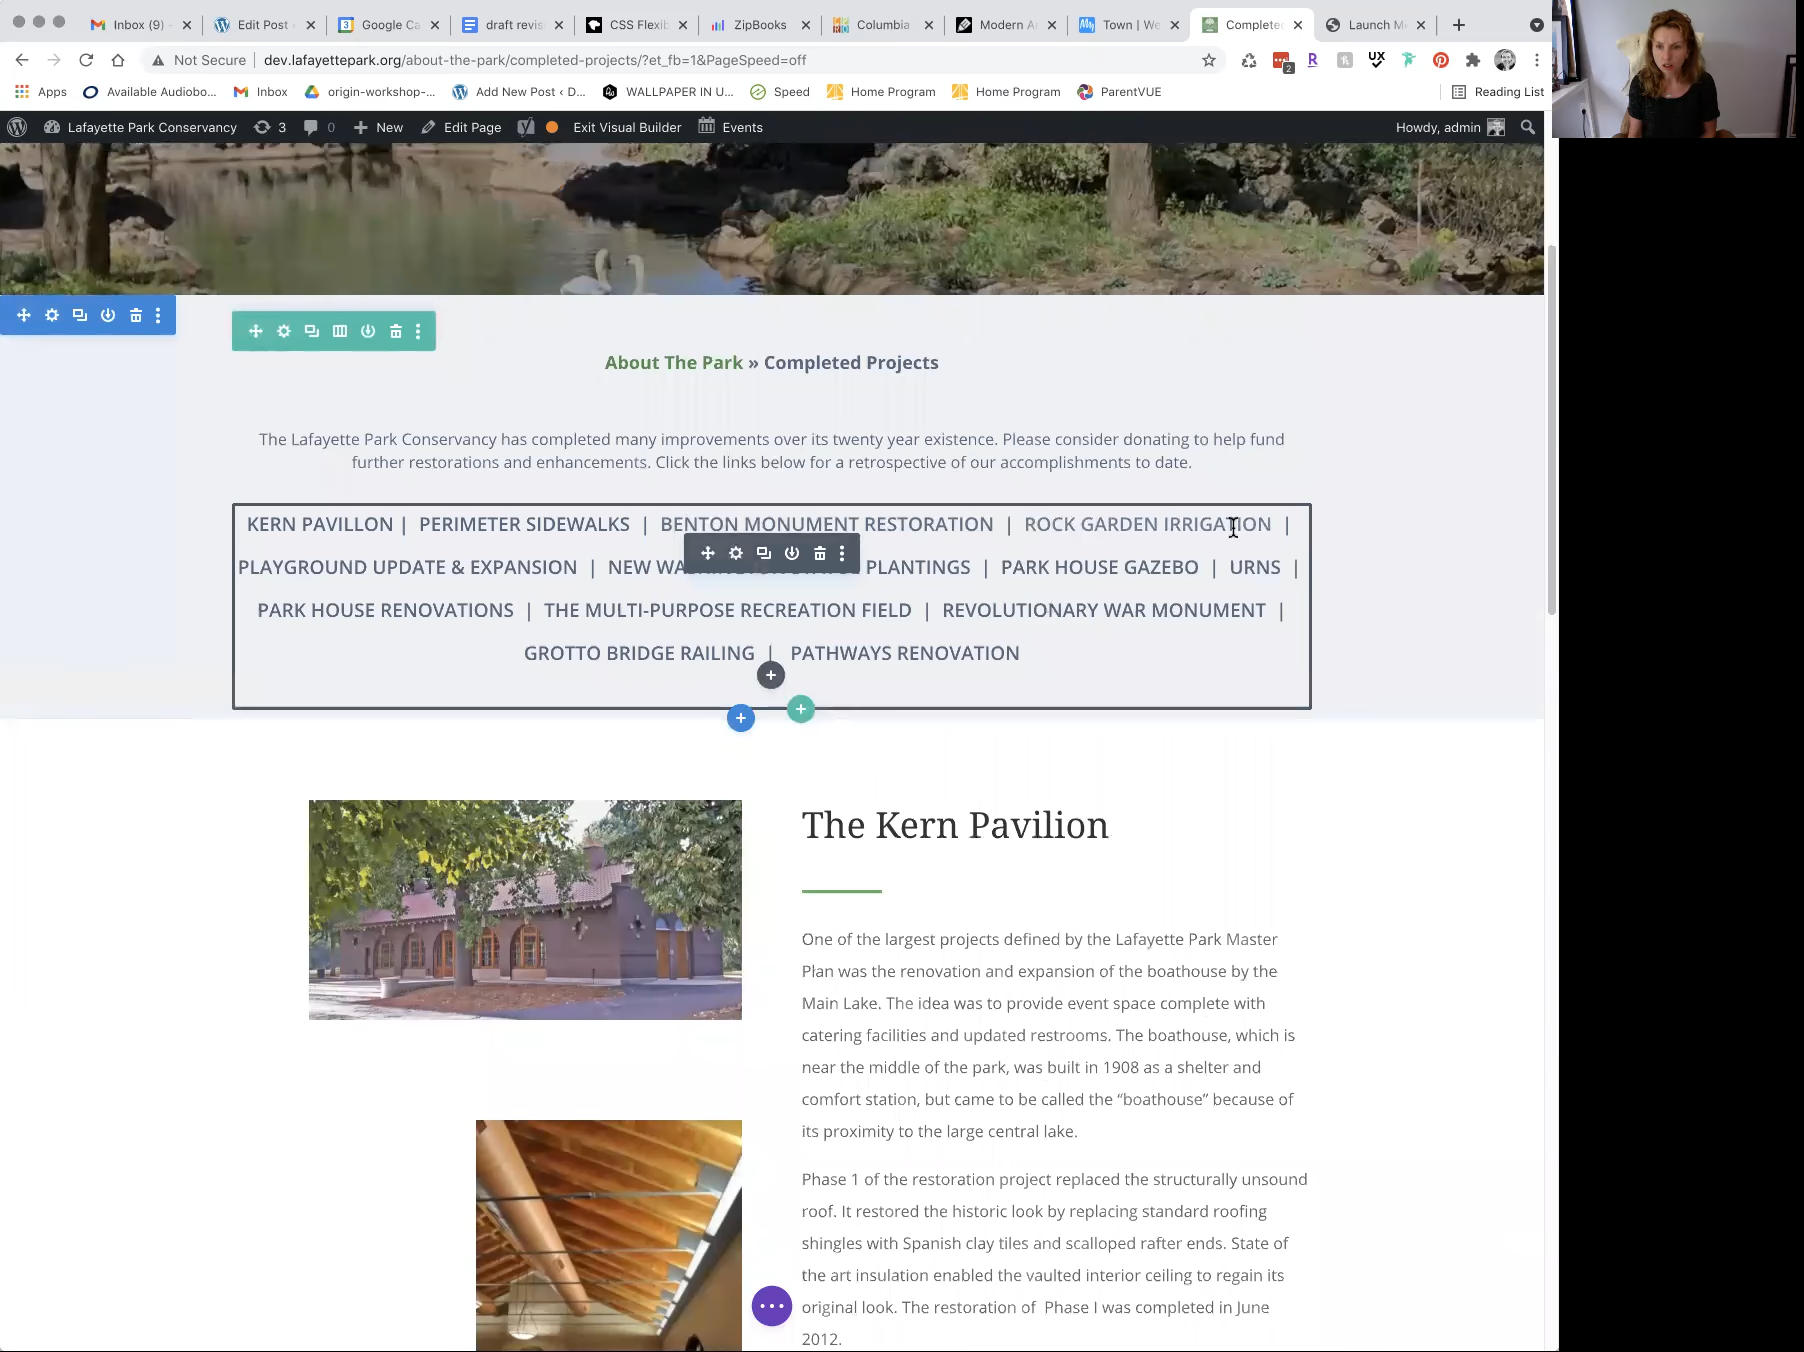 Inbox (9)
Edit Post
Google Ca
draft revis
CSS Flexib
ZipBooks
Columbia
Modern A
Town | We
Completed
Launch M
Not Secure
dev.lafayettepark.org/about-the-park/completed-projects/?et_fb=1&PageSpeed=off
2
R
UX
Apps
Available Audiobo...
Inbox
origin-workshop-...
Add New Post ‹ D...
WALLPAPER IN U...
Speed
Home Program
Home Program
ParentVUE
Reading List
Lafayette Park Conservancy
3
0
New
Edit Page
Exit Visual Builder
Events
Howdy, admin
About The Park » Completed Projects
The Lafayette Park Conservancy has completed many improvements over its twenty year existence. Please consider donating to help fund
further restorations and enhancements. Click the links below for a retrospective of our accomplishments to date.
KERN PAVILLON | PERIMETER SIDEWALKS | BENTON MONUMENT RESTORATION | ROCK GARDEN IRRIGATION |
PLAYGROUND UPDATE & EXPANSION | NEW PLANTINGS | PARK HOUSE GAZEBO | URNS |
PARK HOUSE RENOVATIONS | THE MULTI-PURPOSE RECREATION FIELD | REVOLUTIONARY WAR MONUMENT |
GROTTO BRIDGE RAILING | PATHWAYS RENOVATION
The Kern Pavilion
One of the largest projects defined by the Lafayette Park Master
Plan was the renovation and expansion of the boathouse by the
Main Lake. The idea was to provide event space complete with
catering facilities and updated restrooms. The boathouse, which is
near the middle of the park, was built in 1908 as a shelter and
comfort station, but came to be called the “boathouse” because of
its proximity to the large central lake.
Phase 1 of the restoration project replaced the structurally unsound
roof. It restored the historic look by replacing standard roofing
shingles with Spanish clay tiles and scalloped rafter ends. State of
the art insulation enabled the vaulted interior ceiling to regain its
original look. The restoration of Phase I was completed in June
2012.